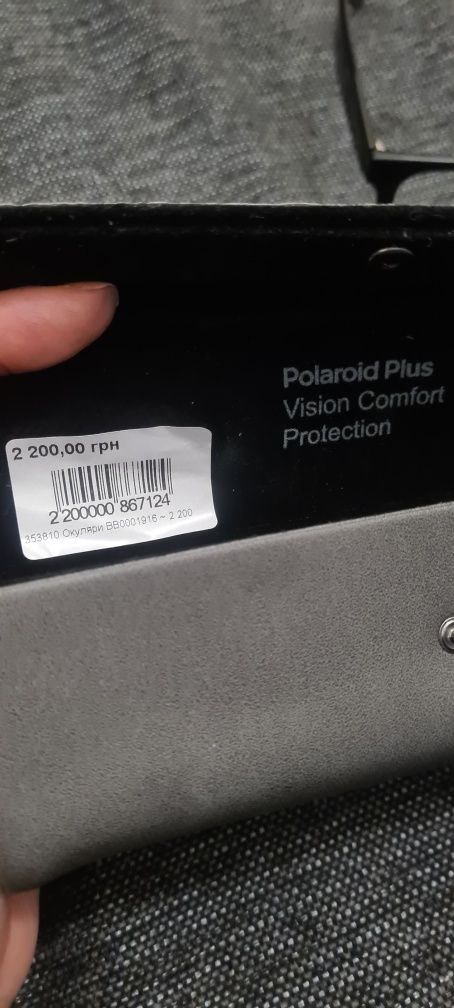 Polaroid Plus
Vision Comfort
Protection
2 200,00 грн
2 200000 867124
353810 Окуляри BB0001916 ~ 2 200